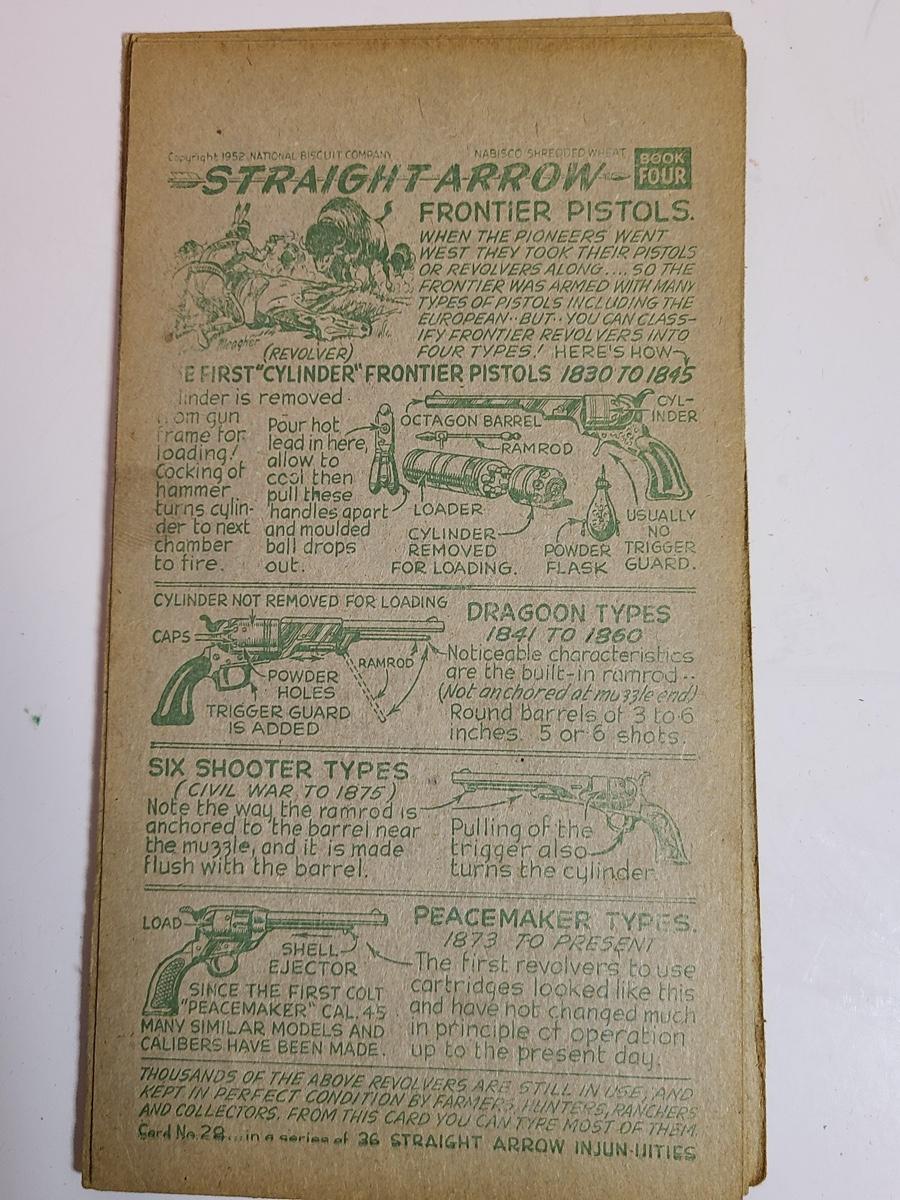 Copyright 1952 NATIONAL BISCUIT COMPANY NABISCO SHREDDED WHEAT
STRAIGHT ARROW BOOK FOUR
FRONTIER PISTOLS.
WHEN THE PIONEERS WENT
WEST THEY TOOK THEIR PISTOLS
OR REVOLVERS ALONG.... SO THE
FRONTIER WAS ARMED WITH MANY
TYPES OF PISTOLS INCLUDING THE
EUROPEAN--BUT--YOU CAN CLASS-
IFY FRONTIER REVOLVERS INTO
FOUR TYPES! HERE'S HOW
Meagher
(REVOLVER)
E FIRST "CYLINDER" FRONTIER PISTOLS 1830 TO 1845
linder is removed
om gun
frame for
loading!
Cocking of
hammer
turns cylin-
der to next
chamber
to fire.
Pour hot
lead in here,
allow to
cool then
pull these
handles apart
and moulded
ball drops
out.
OCTAGON BARREL
CYL-
INDER
RAMROD
LOADER
CYLINDER
REMOVED
FOR LOADING.
POWDER
FLASK
USUALLY
NO
TRIGGER
GUARD.
CYLINDER NOT REMOVED FOR LOADING
CAPS
RAMROD
POWDER
HOLES
TRIGGER GUARD
IS ADDED
DRAGOON TYPES
1841 TO 1860
Noticeable characteristics
are the built-in ramrod--
(Not anchored at muzzle end)
Round barrels of 3 to 6
inches. 5 or 6 shots.
SIX SHOOTER TYPES
(CIVIL WAR TO 1875)
Note the way the ramrod is
anchored to the barrel near
the muzzle, and it is made
flush with the barrel.
Pulling of the
trigger also
turns the cylinder
LOAD
SHELL
EJECTOR
SINCE THE FIRST COLT
"PEACEMAKER" CAL. 45
MANY SIMILAR MODELS AND
CALIBERS HAVE BEEN MADE.
PEACEMAKER TYPES.
1873 TO PRESENT
The first revolvers to use
cartridges looked like this
and have not changed much
in principle of operation
up to the present day.
THOUSANDS OF THE ABOVE REVOLVERS ARE STILL IN USE, AND
KEPT IN PERFECT CONDITION BY FARMERS, HUNTERS, RANCHERS
AND COLLECTORS. FROM THIS CARD YOU CAN TYPE MOST OF THEM.
Card No. 28...in a series of 36 STRAIGHT ARROW INJUN-UITIES